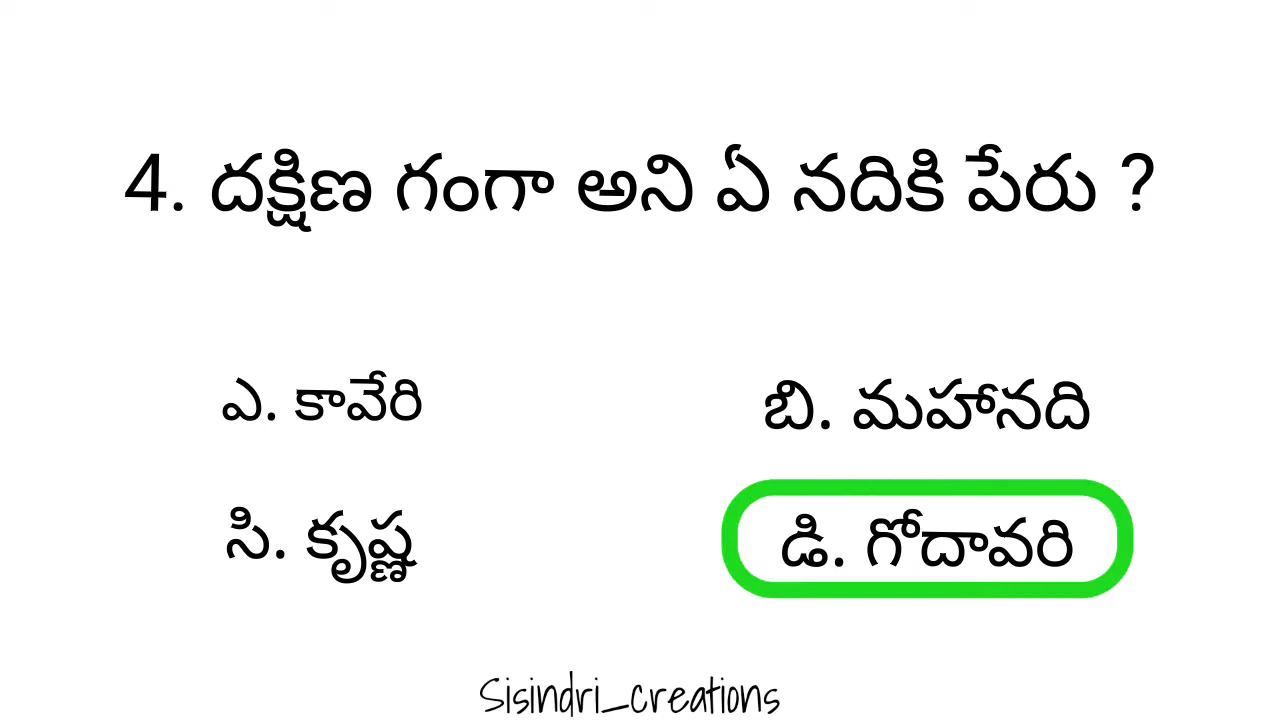 4. దక్షిణ గంగా అని ఏ నదికి పేరు ?
ఎ. కావేరి
బి. మహానది
సి. కృష్ణ
డి. గోదావరి
Sisindri_creations